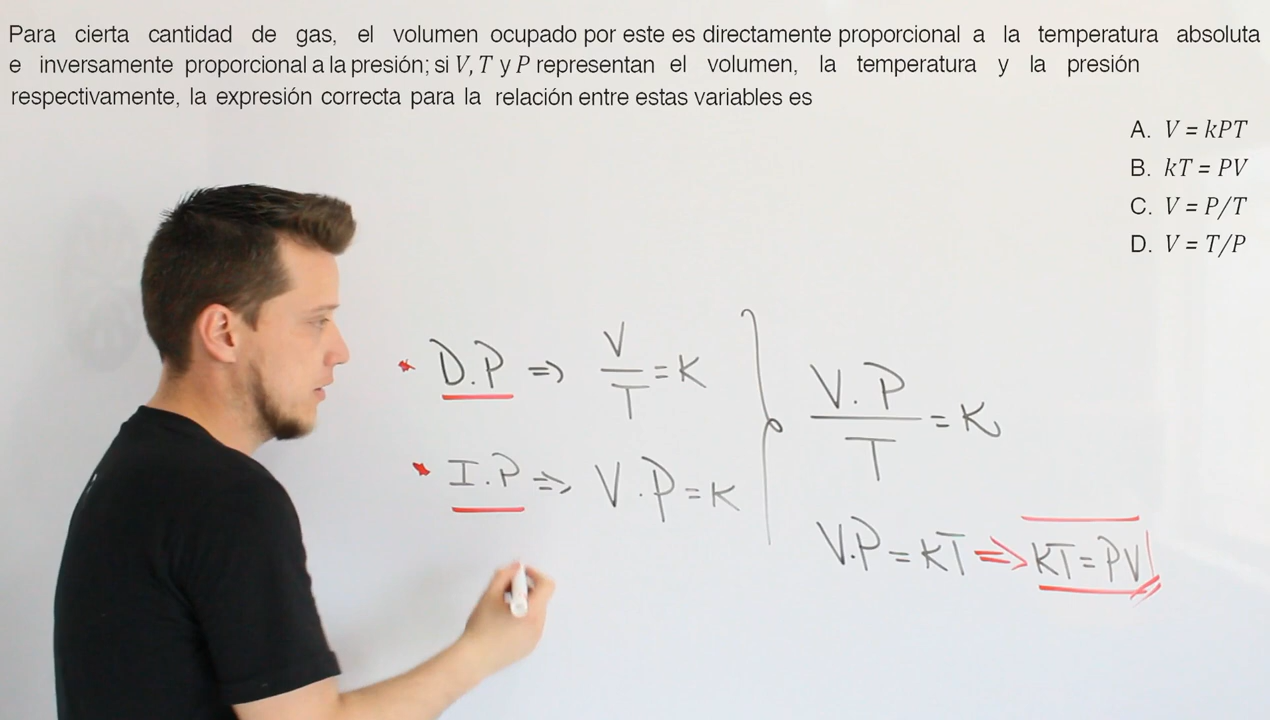 Para cierta cantidad de gas, el volumen ocupado por este es directamente proporcional a la temperatura absoluta
e inversamente proporcional a la presión; si V, T y P representan el volumen, la temperatura y la presión
respectivamente, la expresión correcta para la relación entre estas variables es
A. V = kPT
B. kT = PV
C. V = P/T
D. V = T/P
* D.P => V/T = K
* I.P => V.P = K
V.P/T = K
V.P = KT => KT = PV